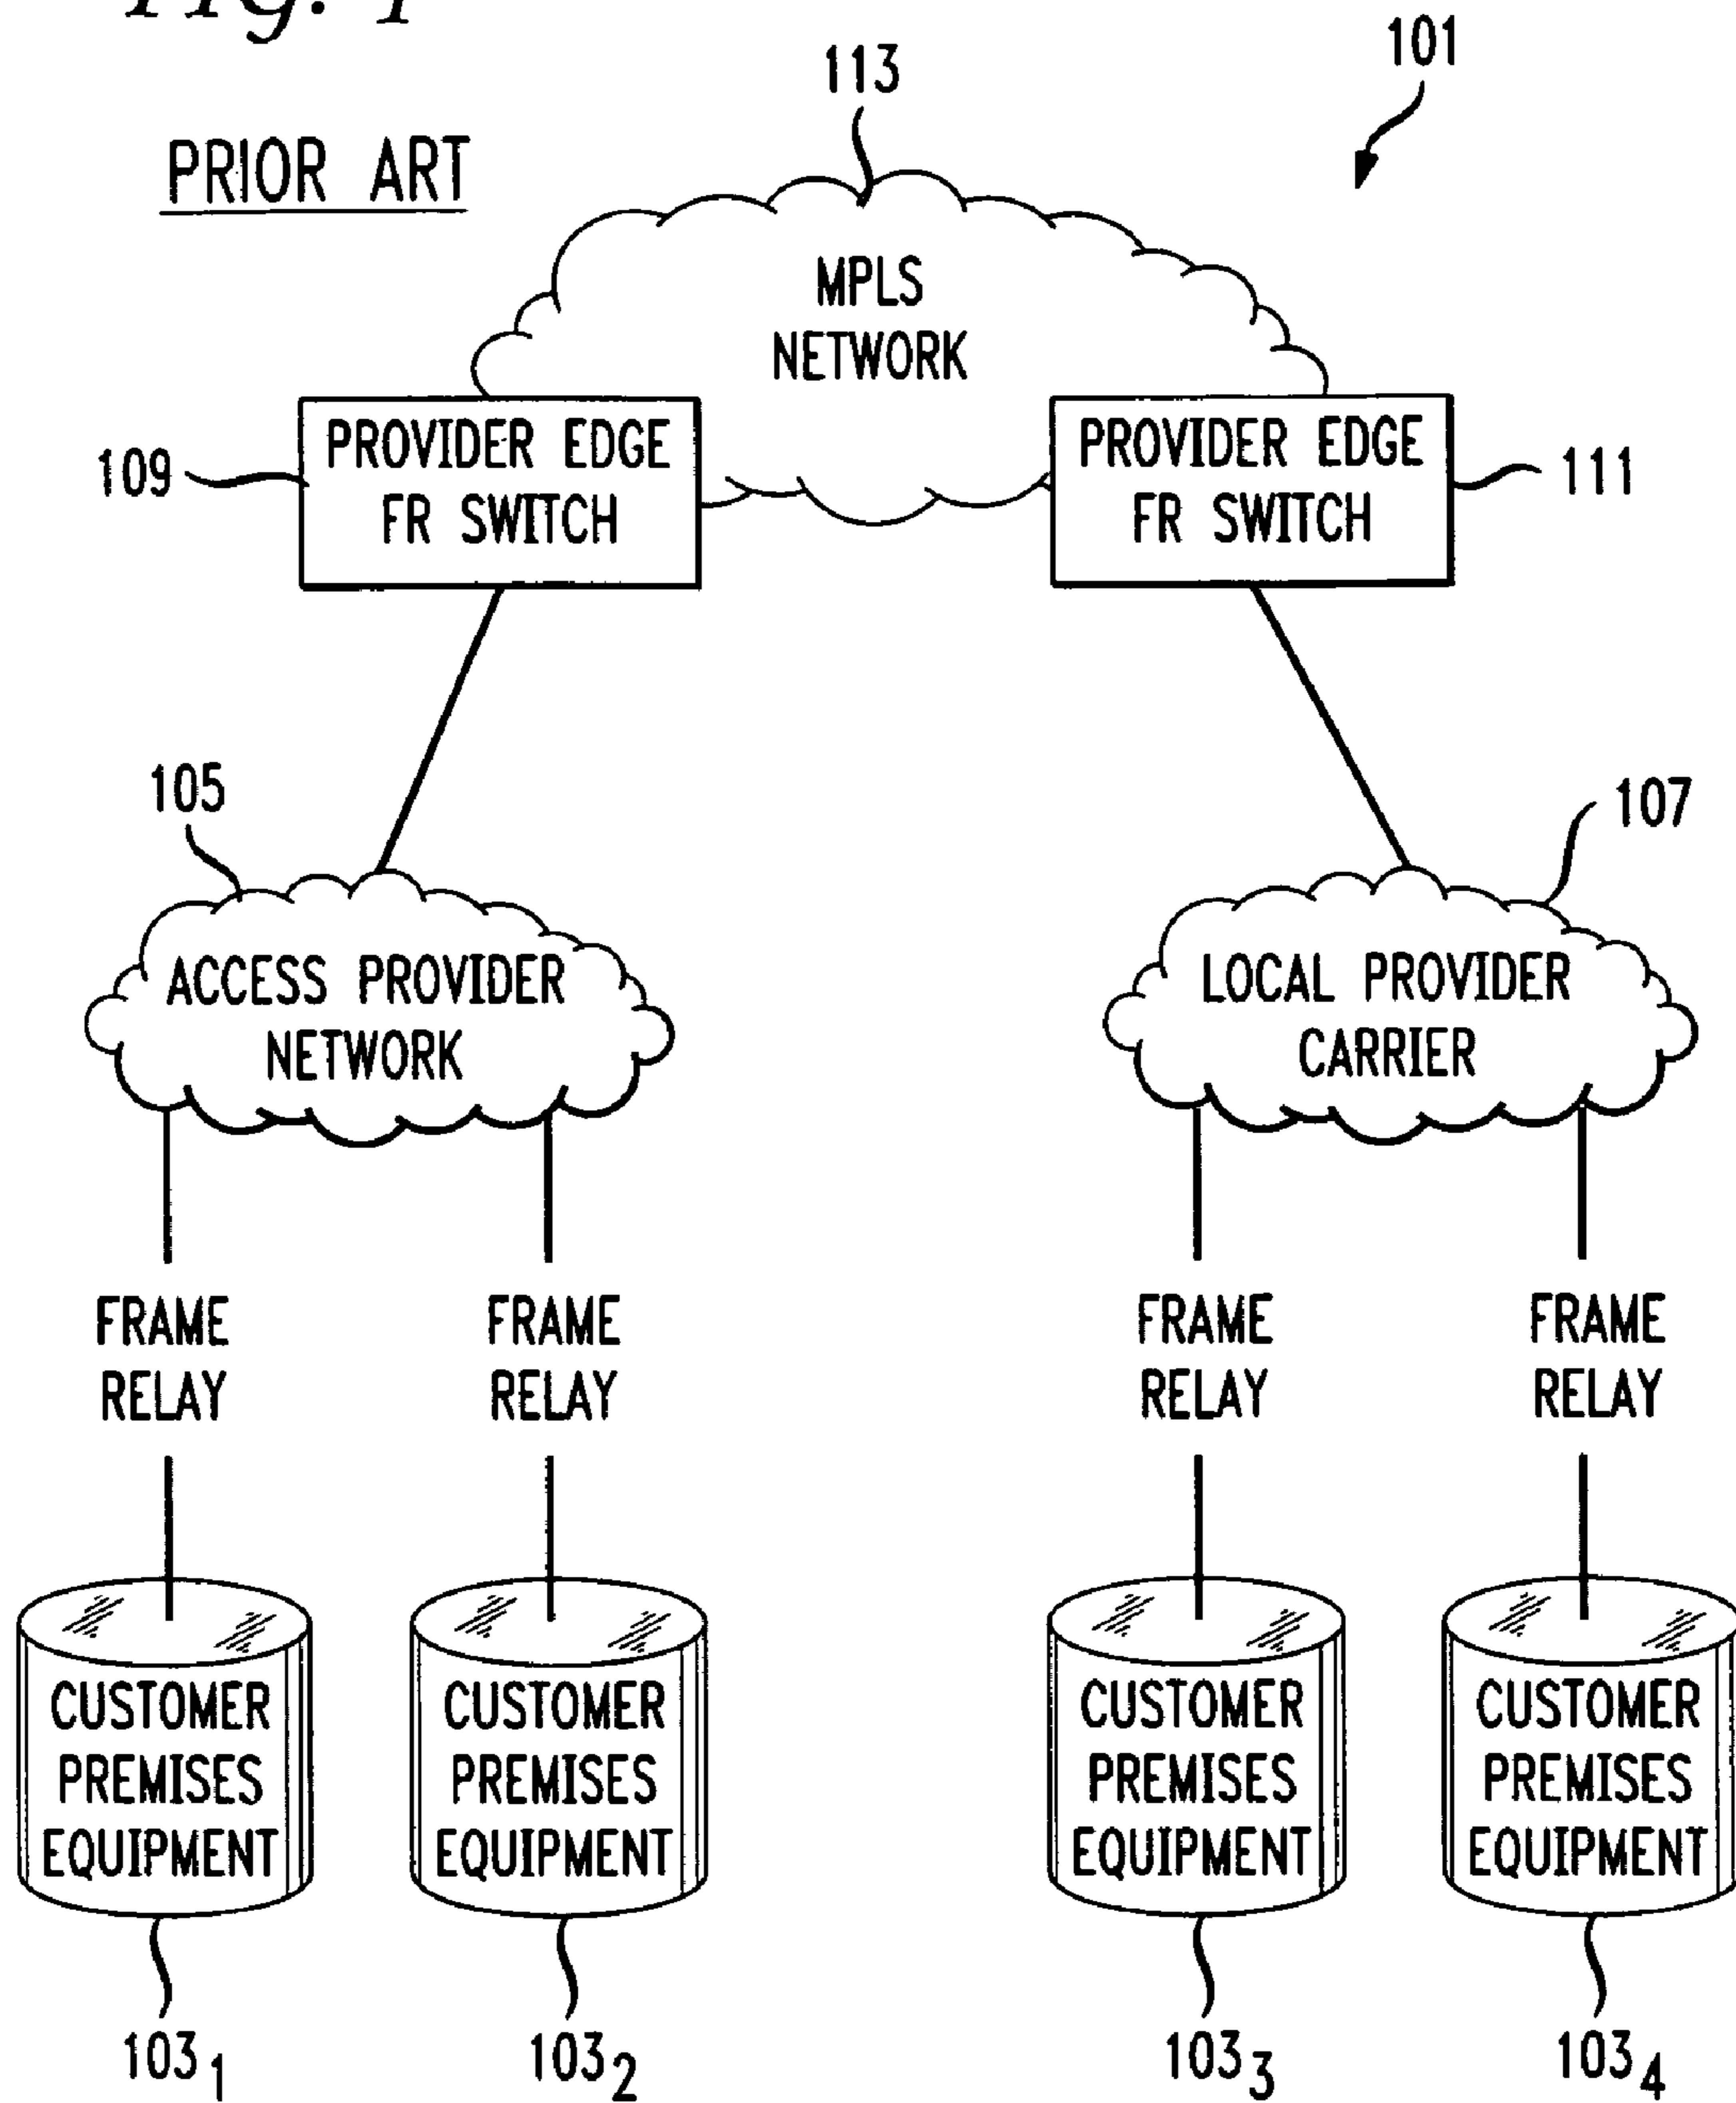 FIG. 1
101
113
PRIOR ART
MPLS
NETWORK
PROVIDER EDGE
FR SWITCH
109
PROVIDER EDGE
FR SWITCH
111
105
107
ACCESS PROVIDER
NETWORK
LOCAL PROVIDER
CARRIER
FRAME
RELAY
FRAME
RELAY
FRAME
RELAY
FRAME
RELAY
CUSTOMER
PREMISES
EQUIPMENT
CUSTOMER
PREMISES
EQUIPMENT
CUSTOMER
PREMISES
EQUIPMENT
CUSTOMER
PREMISES
EQUIPMENT
103₁
103₂
103₃
103₄